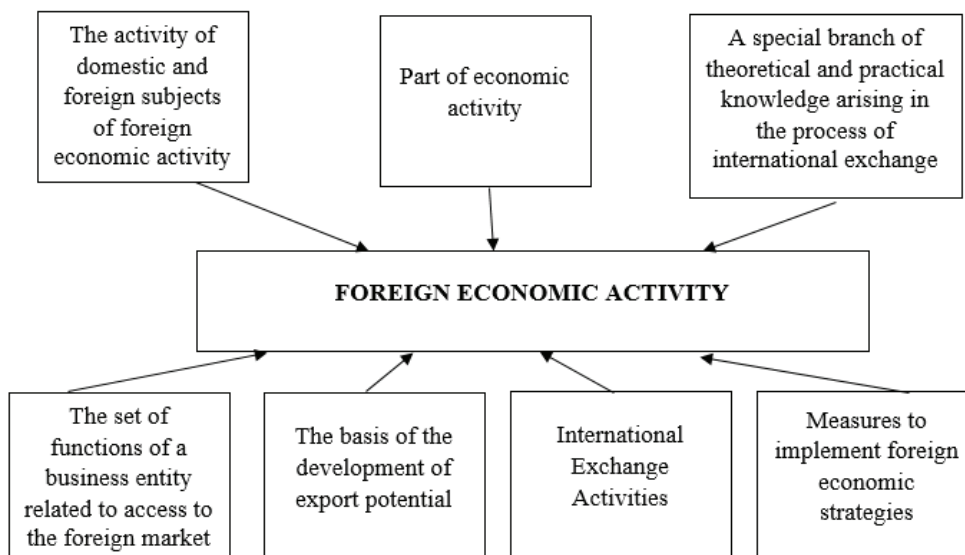 The activity of
domestic and
foreign subjects
of foreign
economic activity
Part of economic
activity
A special branch of
theoretical and practical
knowledge arising in
the process of
international exchange
FOREIGN ECONOMIC ACTIVITY
The set of
functions of a
business entity
related to access to
the foreign market
The basis of the
development of
export potential
International
Exchange
Activities
Measures to
implement foreign
economic
strategies